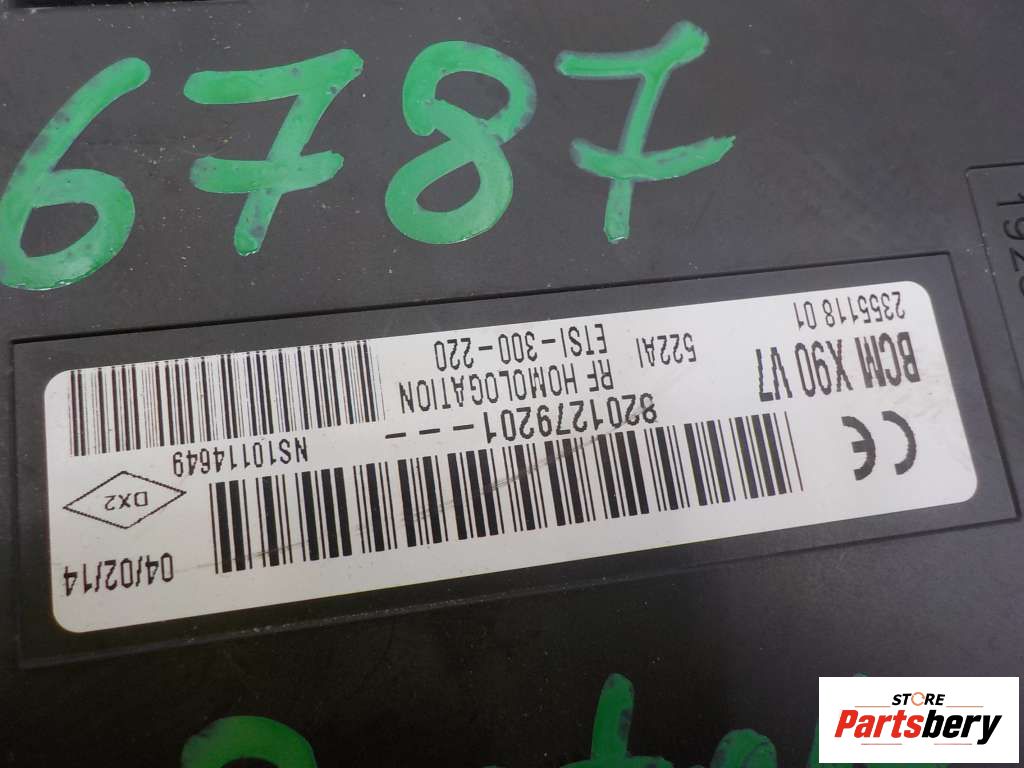 6787
BCM X90 V7
2355118 01
522AI
RF HOMOLOGATION
ETSI-300-220
8201279201---
NS10114649
CE
DX2
04/02/14
STORE
Partsbery